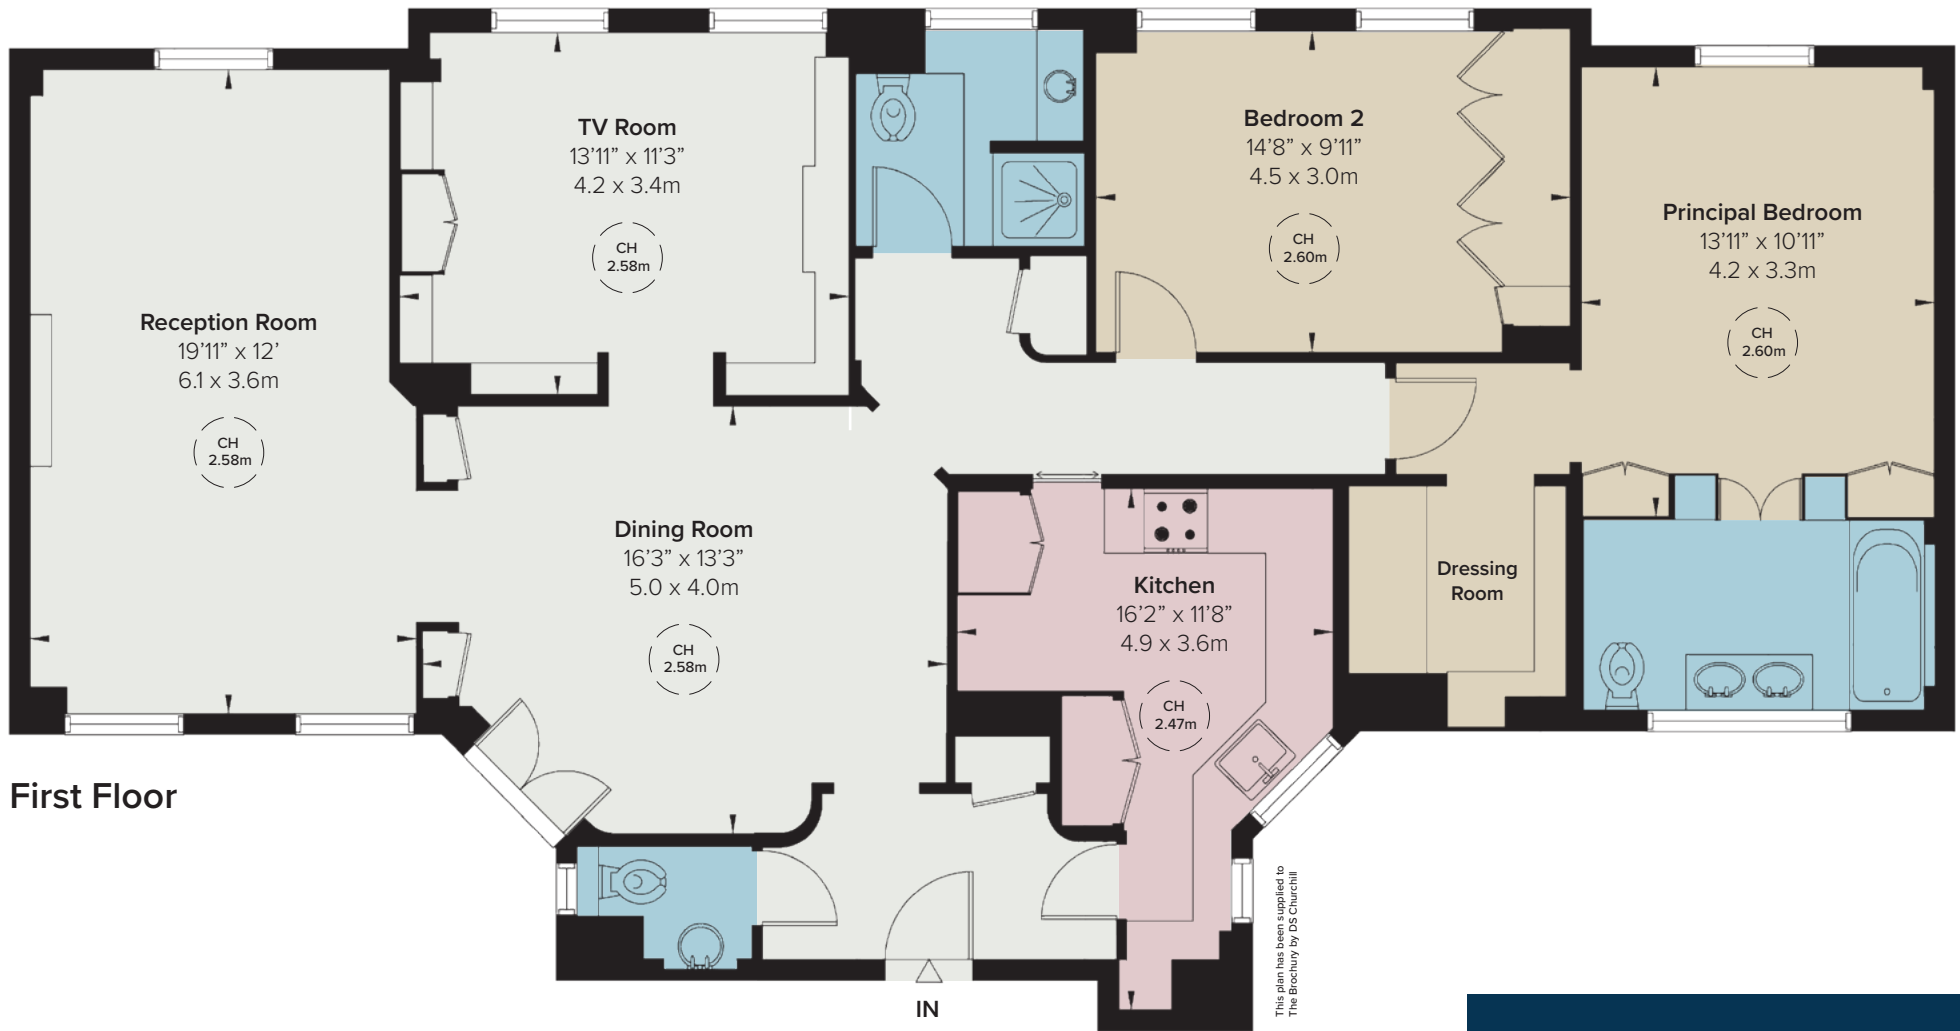 TV Room
13’11” x 11’3”
4.2 x 3.4m
CH
2.58m
Bedroom 2
14’8” x 9’11”
4.5 x 3.0m
CH
2.60m
Principal Bedroom
13’11” x 10’11”
4.2 x 3.3m
CH
2.60m
Reception Room
19’11” x 12’
6.1 x 3.6m
CH
2.58m
Dining Room
16’3” x 13’3”
5.0 x 4.0m
CH
2.58m
Kitchen
16’2” x 11’8”
4.9 x 3.6m
CH
2.47m
Dressing
Room
First Floor
IN
This plan has been supplied to
The Brochury by DS Churchill